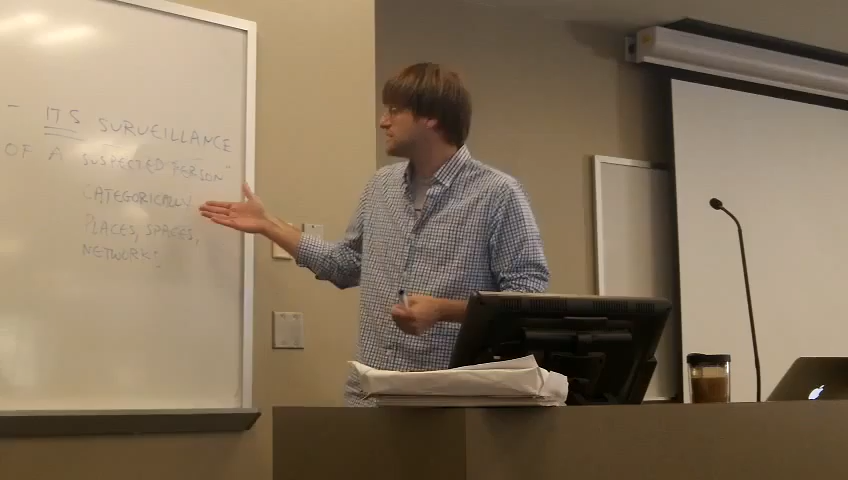 - ITS SURVEILLANCE
OF A SUSPECTED PERSON"
CATEGORICALLY
PLACES, SPACES,
NETWORKS